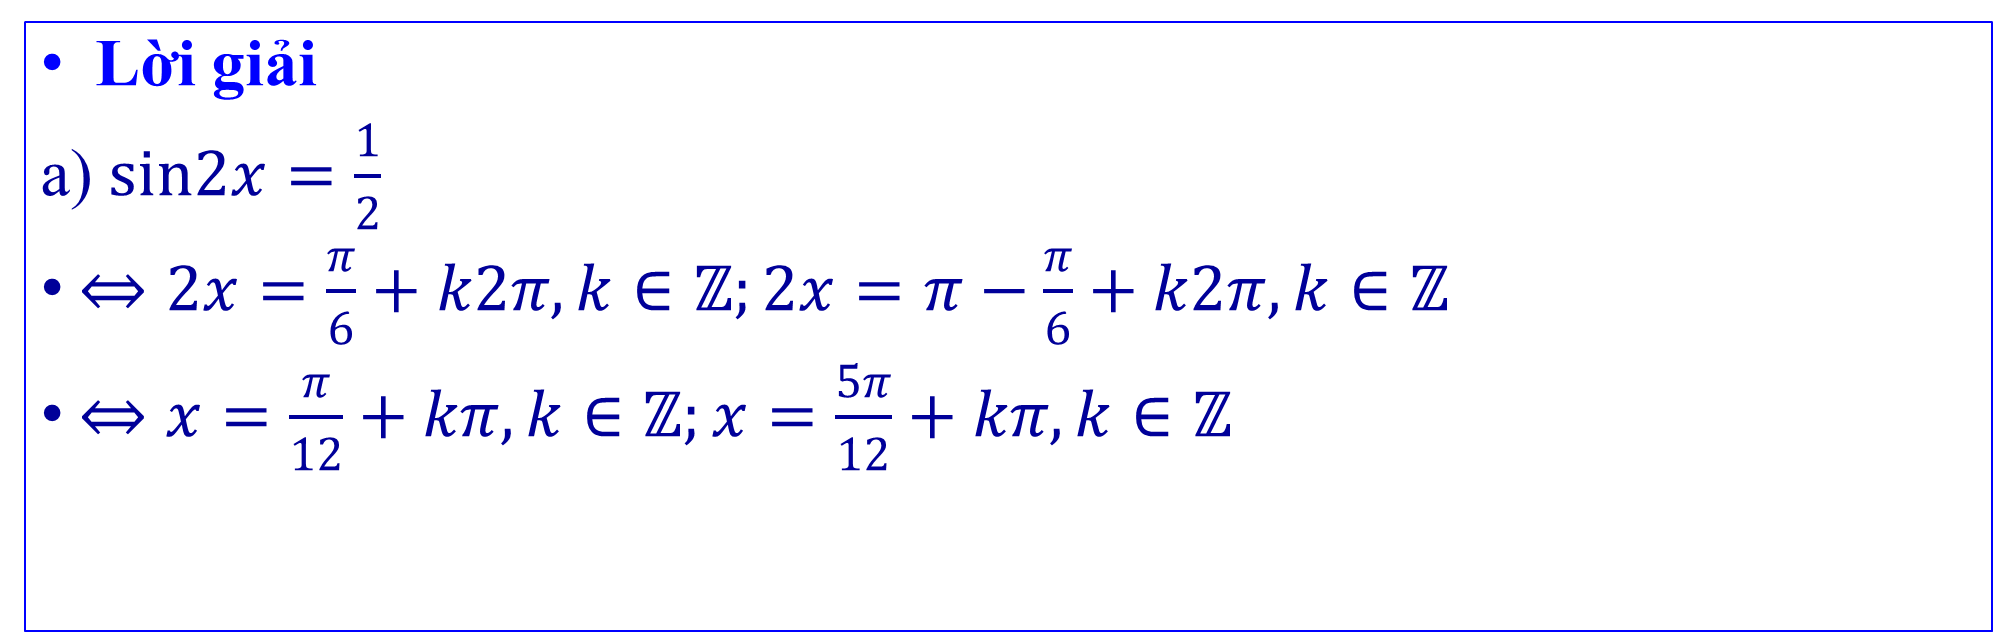 • Lời giải
a) sin2x = 1/2
• ⇔ 2x = π/6 + k2π, k ∈ ℤ; 2x = π − π/6 + k2π, k ∈ ℤ
• ⇔ x = π/12 + kπ, k ∈ ℤ; x = 5π/12 + kπ, k ∈ ℤ